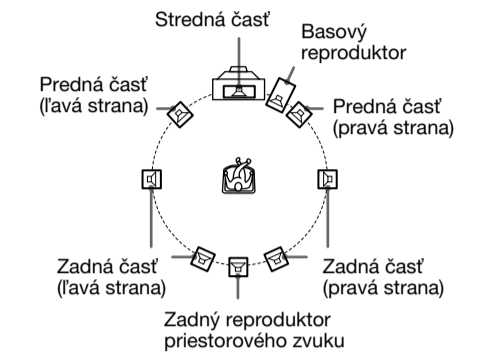 Stredná časť
Basový
reproduktor
Predná časť
(ľavá strana)
Predná časť
(pravá strana)
Zadná časť
(ľavá strana)
Zadná časť
(pravá strana)
Zadný reproduktor
priestorového zvuku